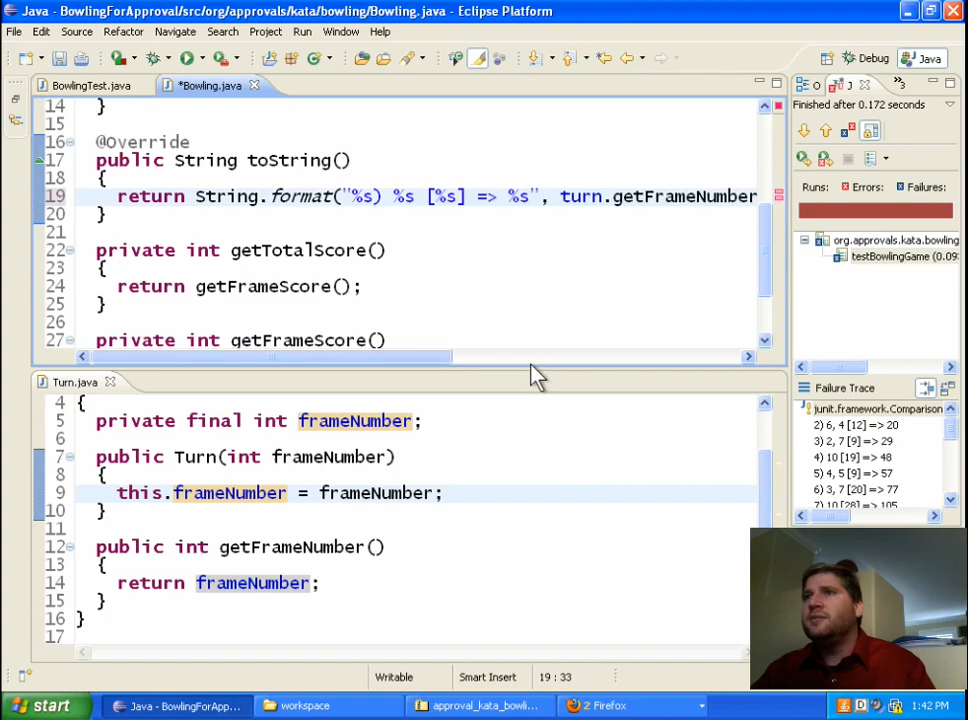 Java - BowlingForApproval/src/org/approvals/kata/bowling/Bowling.java - Eclipse Platform
File Edit Source Refactor Navigate Search Project Run Window Help
Debug Java
BowlingTest.java *Bowling.java
O J 3
14 }
15
16 @Override
17 public String toString()
18 {
19 return String.format("%s) %s [%s] => %s", turn.getFrameNumber
20 }
21
22 private int getTotalScore()
23 {
24 return getFrameScore();
25 }
26
27 private int getFrameScore()
Finished after 0.172 seconds
Runs: Errors: Failures:
org.approvals.kata.bowling
testBowlingGame (0.09
Failure Trace
junit.framework.Comparison
2) 6, 4 [12] => 20
3) 2, 7 [9] => 29
4) 10 [19] => 48
5) 4, 5 [9] => 57
6) 3, 7 [20] => 77
7) 10 [28] => 105
Turn.java
4 {
5 private final int frameNumber;
6
7 public Turn(int frameNumber)
8 {
9 this.frameNumber = frameNumber;
10 }
11
12 public int getFrameNumber()
13 {
14 return frameNumber;
15 }
16 }
17
Writable Smart Insert 19 : 33
start Java - BowlingForApp... workspace approval_kata_bowli... 2 Firefox 1:42 PM